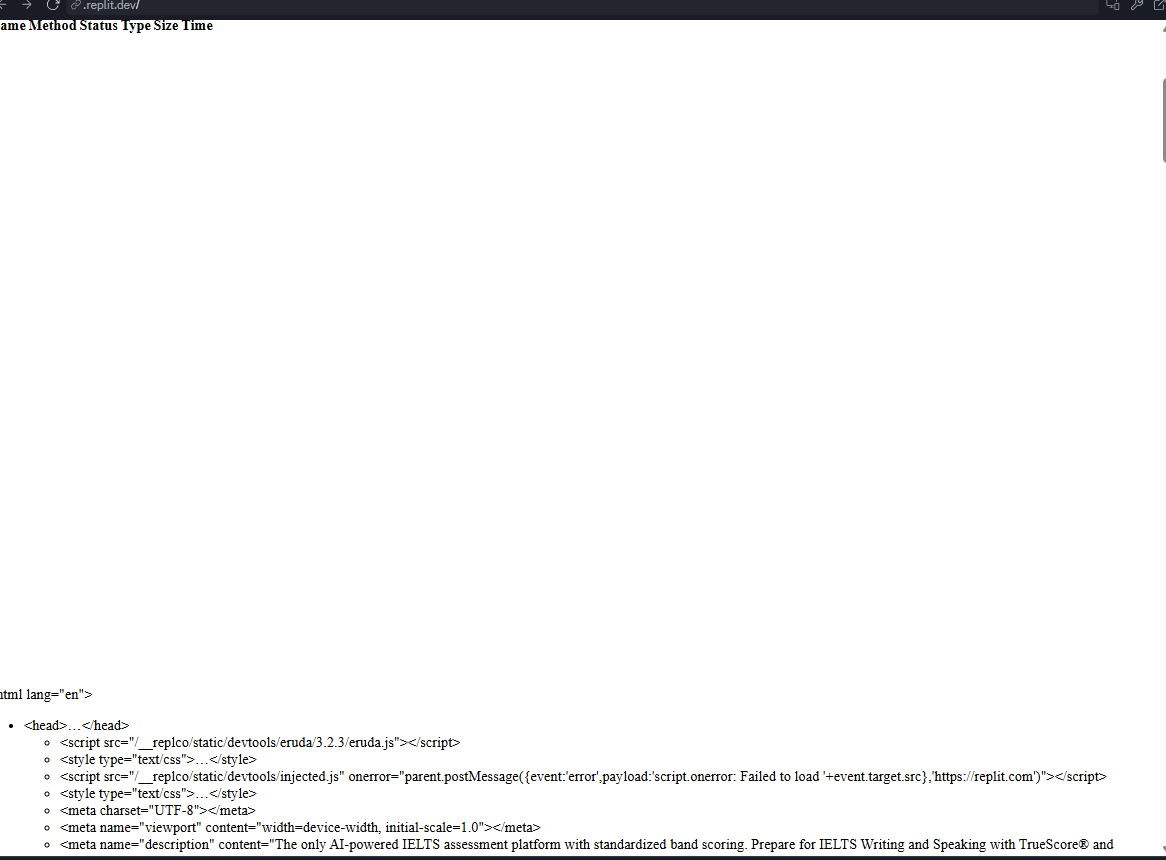 .replit.dev/
ame Method Status Type Size Time
html lang="en">
<head>…</head>
<script src="/__replco/static/devtools/eruda/3.2.3/eruda.js"></script>
<style type="text/css">…</style>
<script src="/__replco/static/devtools/injected.js" onerror="parent.postMessage({event:'error',payload:'script.onerror: Failed to load '+event.target.src},'https://replit.com')"></script>
<style type="text/css">…</style>
<meta charset="UTF-8"></meta>
<meta name="viewport" content="width=device-width, initial-scale=1.0"></meta>
<meta name="description" content="The only AI-powered IELTS assessment platform with standardized band scoring. Prepare for IELTS Writing and Speaking with TrueScore® and